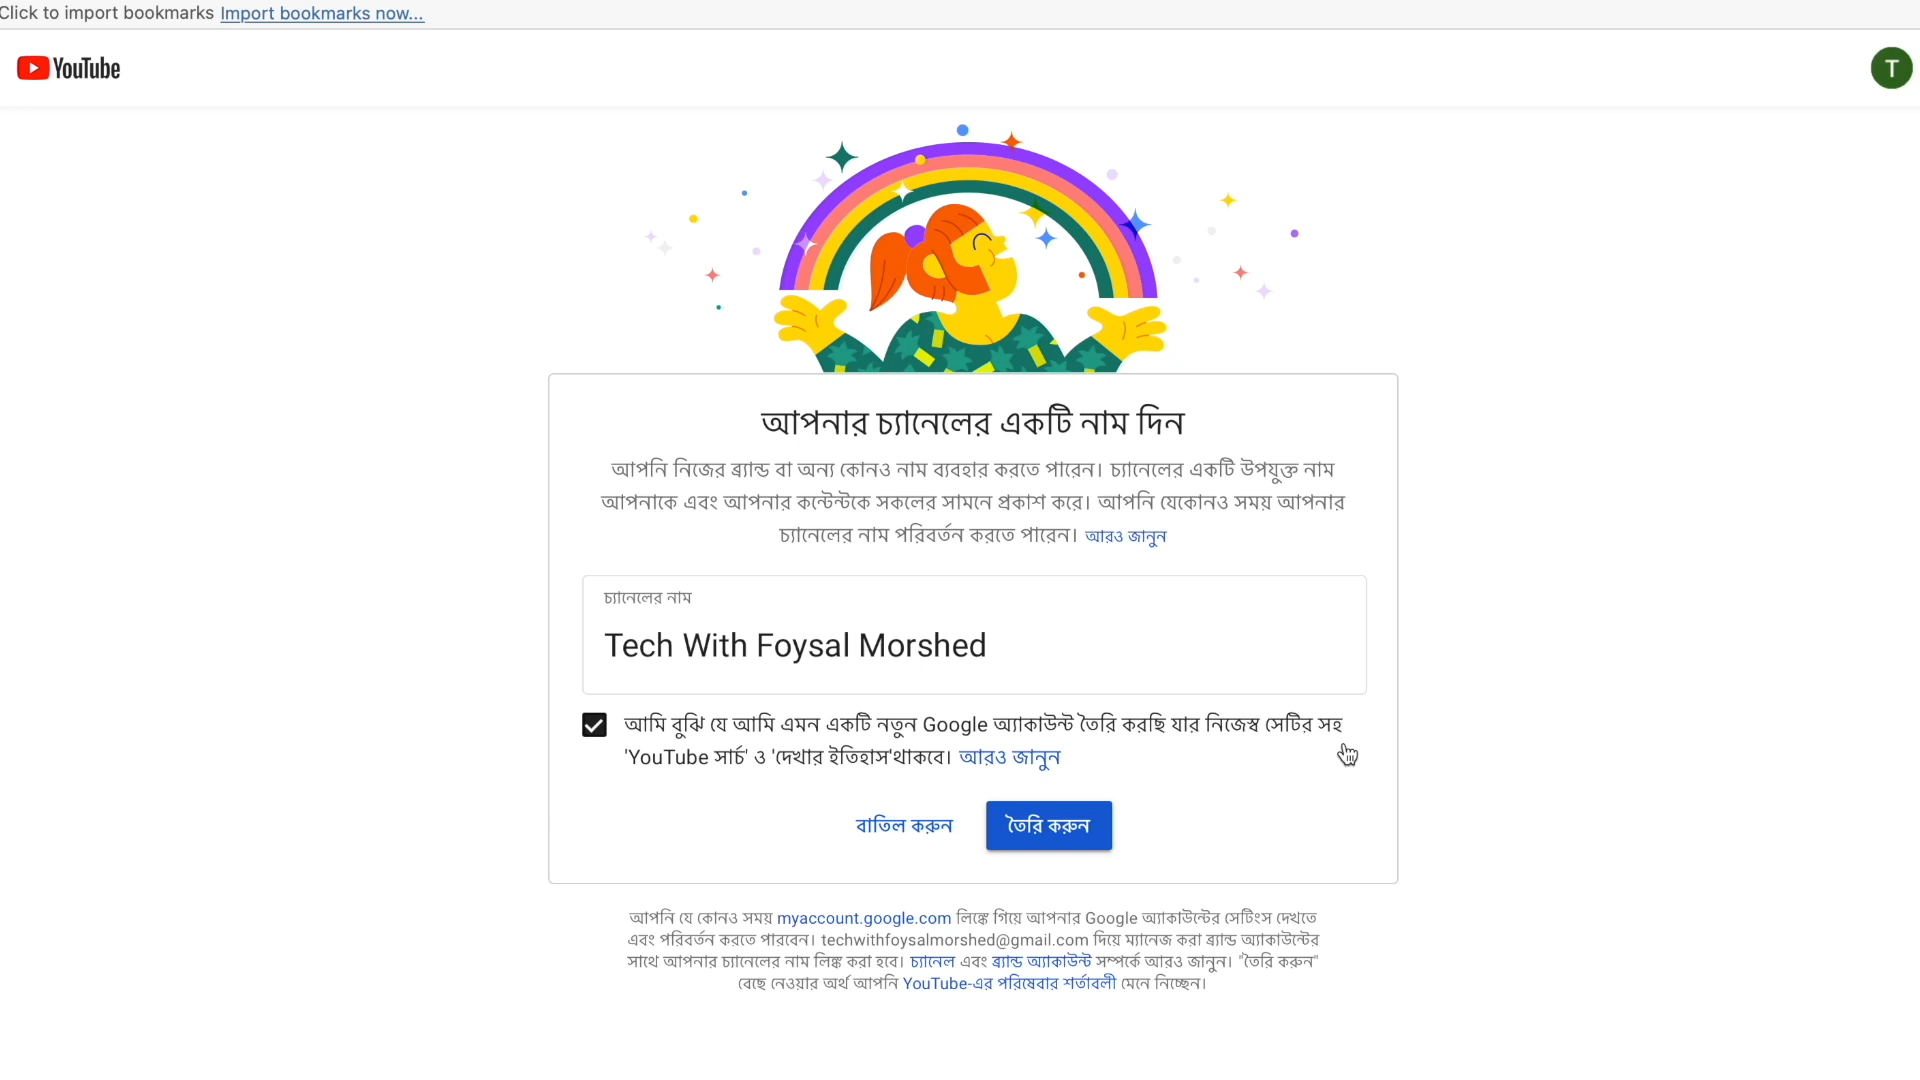 Click to import bookmarks Import bookmarks now...
YouTube
T
আপনার চ্যানেলের একটি নাম দিন
আপনি নিজের ব্র্যান্ড বা অন্য কোনও নাম ব্যবহার করতে পারেন। চ্যানেলের একটি উপযুক্ত নাম
আপনাকে এবং আপনার কন্টেন্টকে সকলের সামনে প্রকাশ করে। আপনি যেকোনও সময় আপনার
চ্যানেলের নাম পরিবর্তন করতে পারেন। আরও জানুন
চ্যানেলের নাম
Tech With Foysal Morshed
আমি বুঝি যে আমি এমন একটি নতুন Google অ্যাকাউন্ট তৈরি করছি যার নিজেস্ব সেটির সহ
'YouTube সার্চ' ও 'দেখার ইতিহাস'থাকবে। আরও জানুন
বাতিল করুন
তৈরি করুন
আপনি যে কোনও সময় myaccount.google.com লিঙ্কে গিয়ে আপনার Google অ্যাকাউন্টের সেটিংস দেখতে
এবং পরিবর্তন করতে পারবেন। techwithfoysalmorshed@gmail.com দিয়ে ম্যানেজ করা ব্র্যান্ড অ্যাকাউন্টের
সাথে আপনার চ্যানেলের নাম লিঙ্ক করা হবে। চ্যানেল এবং ব্র্যান্ড অ্যাকাউন্ট সম্পর্কে আরও জানুন। "তৈরি করুন"
বেছে নেওয়ার অর্থ আপনি YouTube-এর পরিষেবার শর্তাবলী মেনে নিচ্ছেন।